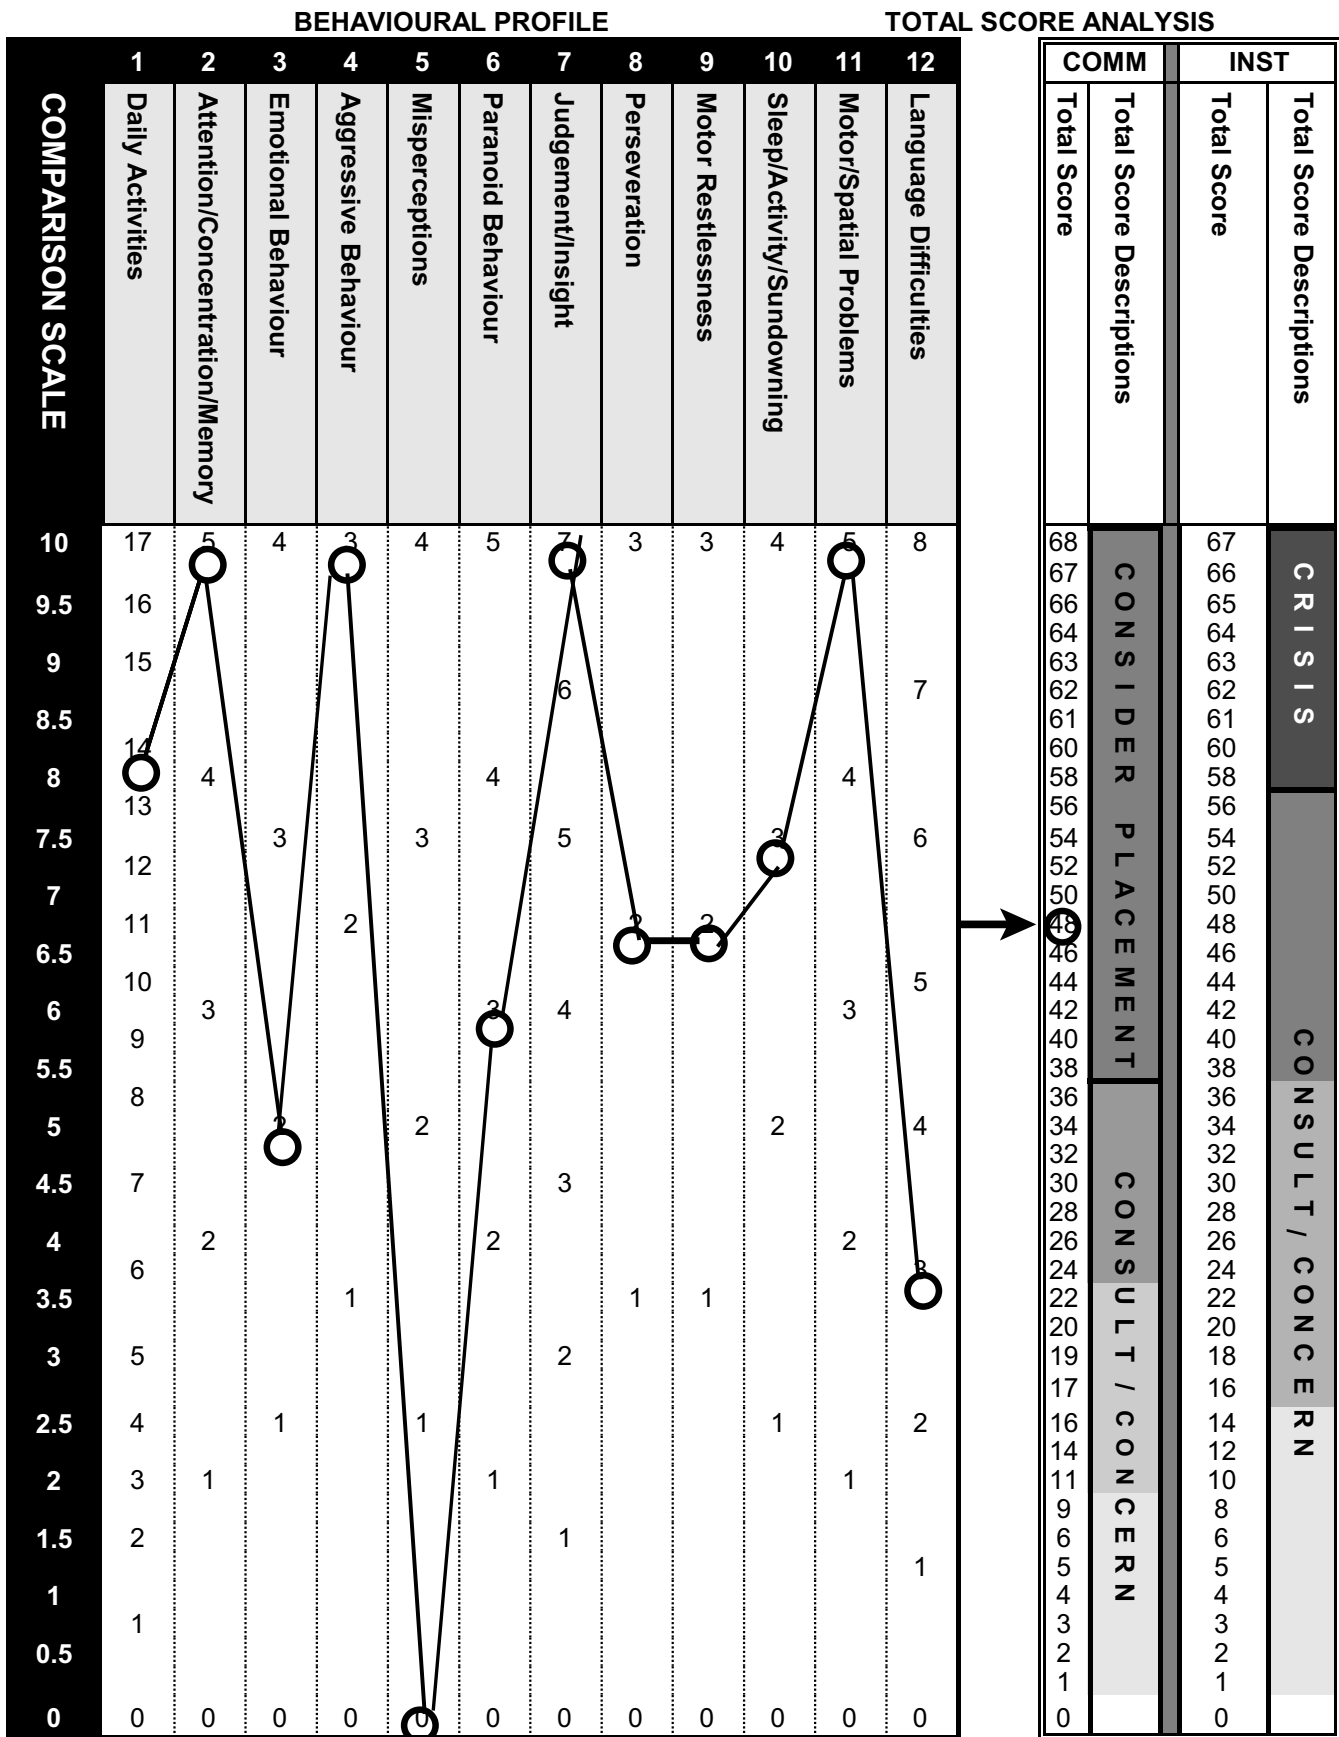 BEHAVIOURAL PROFILE
TOTAL SCORE ANALYSIS
1 2 3 4 5 6 7 8 9 10 11 12
COMM INST
COMPARISON SCALE
Daily Activities
Attention/Concentration/Memory
Emotional Behaviour
Aggressive Behaviour
Misperceptions
Paranoid Behaviour
Judgement/Insight
Perseveration
Motor Restlessness
Sleep/Activity/Sundowning
Motor/Spatial Problems
Language Difficulties
Total Score
Total Score Descriptions
Total Score
Total Score Descriptions
10 17 5 4 3 4 5 7 3 3 4 5 8 68 67
67 66
9.5 16 66 65
64 64
9 15 63 63
6 7 62 62
8.5 61 61
14 60 60
8 4 4 4 58 58
13 56 56
7.5 3 3 5 3 6 54 54
12 52 52
7 50 50
11 2 2 2 48 48
6.5 46 46
10 5 44 44
6 3 3 4 3 42 42
9 40 40
5.5 38 38
8 36 36
5 2 2 2 4 34 34
32 32
4.5 7 3 30 30
28 28
4 2 2 2 26 26
6 3 24 24
3.5 1 1 1 22 22
20 20
3 5 2 19 18
17 16
2.5 4 1 1 1 2 16 14
14 12
2 3 1 1 1 11 10
9 8
1.5 2 1 6 6
1 5 5
1 4 4
1 3 3
0.5 2 2
1 1
0 0 0 0 0 0 0 0 0 0 0 0 0 0 0
CONSIDER PLACEMENT
CONSULT/CONCERN
CRISIS
CONSULT/CONCERN